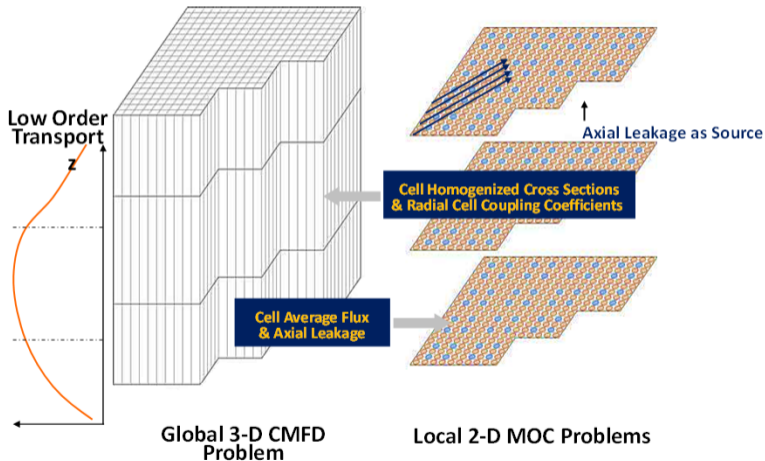 Low Order
Transport
z
Axial Leakage as Source
Cell Homogenized Cross Sections
& Radial Cell Coupling Coefficients
Cell Average Flux
& Axial Leakage
Global 3-D CMFD
Problem
Local 2-D MOC Problems